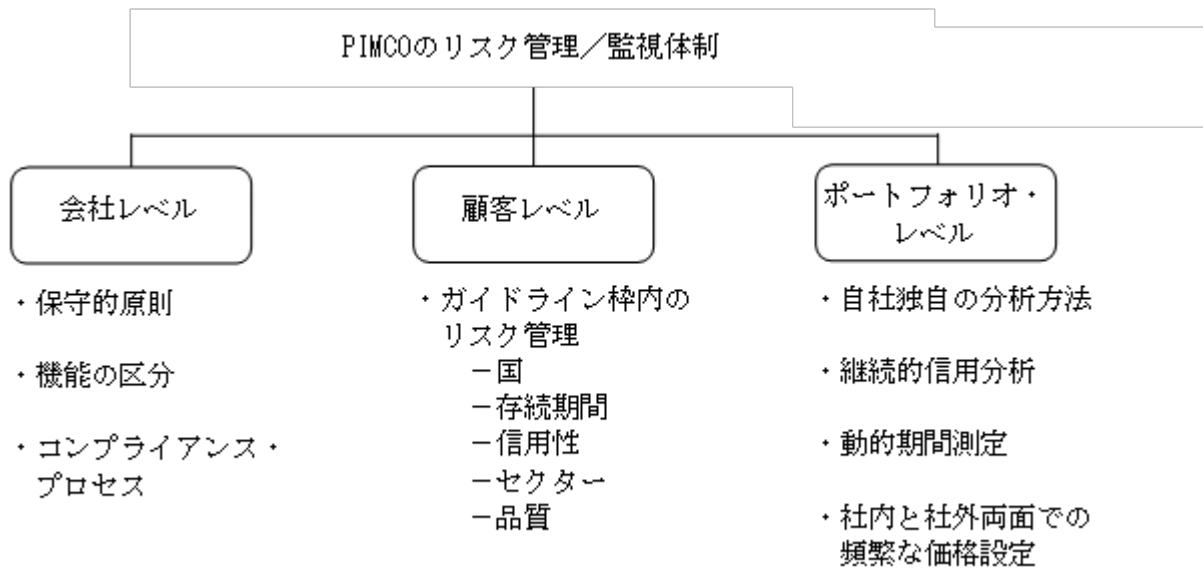 PIMCOのリスク管理／監視体制
会社レベル
・保守的原則
・機能の区分
・コンプライアンス・
プロセス
顧客レベル
・ガイドライン枠内の
リスク管理
－国
－存続期間
－信用性
－セクター
－品質
ポートフォリオ・
レベル
・自社独自の分析方法
・継続的信用分析
・動的期間測定
・社内と社外両面での
頻繁な価格設定